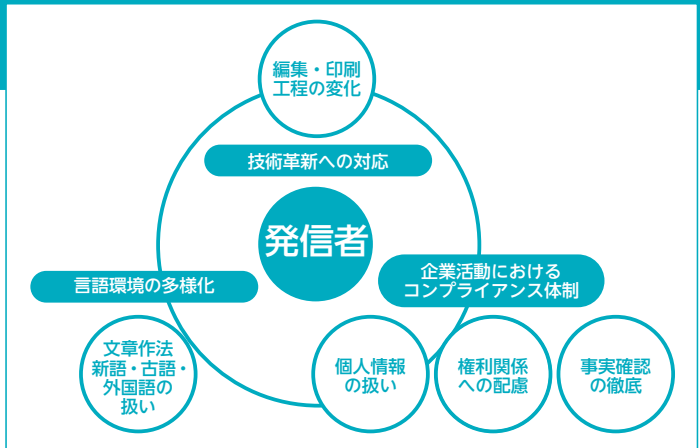 編集・印刷
工程の変化
技術革新への対応
発信者
言語環境の多様化
企業活動における
コンプライアンス体制
文章作法
新語・古語・
外国語の
扱い
個人情報
の扱い
権利関係
への配慮
事実確認
の徹底